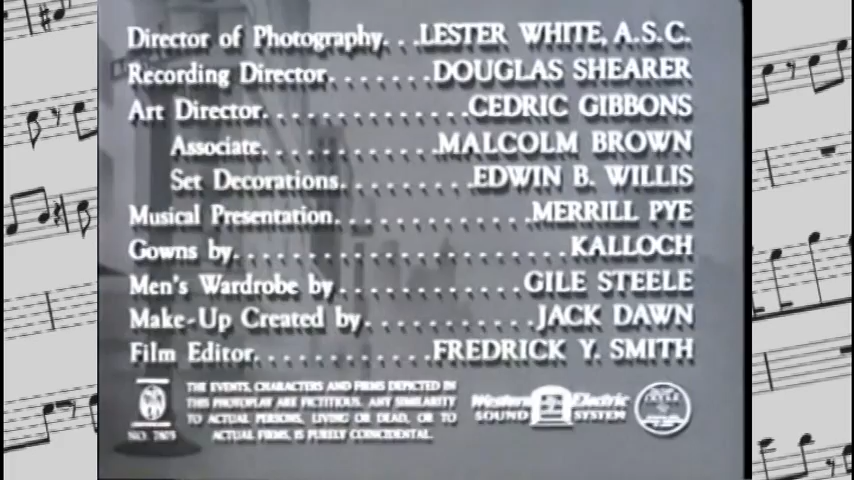 Director of Photography. . .LESTER WHITE, A.S.C.
Recording Director. . . . . . .DOUGLAS SHEARER
Art Director. . . . . . . . . . . . . .CEDRIC GIBBONS
Associate. . . . . . . . . . . .MALCOLM BROWN
Set Decorations. . . . . . . . .EDWIN B. WILLIS
Musical Presentation. . . . . . . . . . . . .MERRILL PYE
Gowns by. . . . . . . . . . . . . . . . . . . . . .KALLOCH
Men's Wardrobe by . . . . . . . . . . . .GILE STEELE
Make-Up Created by. . . . . . . . . . .JACK DAWN
Film Editor. . . . . . . . . . . .FREDRICK Y. SMITH
THE EVENTS, CHARACTERS AND FIRMS DEPICTED IN
THIS PHOTOPLAY ARE FICTITIOUS. ANY SIMILARITY
TO ACTUAL PERSONS, LIVING OR DEAD, OR TO
ACTUAL FIRMS, IS PURELY COINCIDENTAL.
Western Electric
SOUND SYSTEM